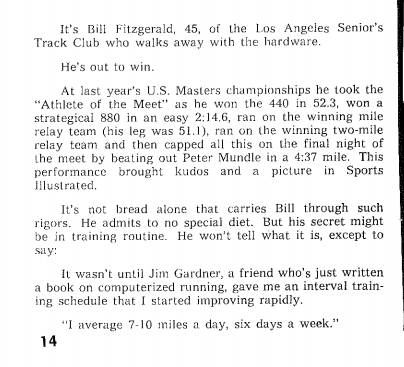 It's Bill Fitzgerald, 45, of the Los Angeles Senior's
Track Club who walks away with the hardware.
He's out to win.
At last year's U.S. Masters championships he took the
"Athlete of the Meet" as he won the 440 in 52.3, won a
strategical 880 in an easy 2:14.6, ran on the winning mile
relay team (his leg was 51.1), ran on the winning two-mile
relay team and then capped all this on the final night of
the meet by beating out Peter Mundle in a 4:37 mile. This
performance brought kudos and a picture in Sports
Illustrated.
It's not bread alone that carries Bill through such
rigors. He admits to no special diet. But his secret might
be in training routine. He won't tell what it is, except to
say:
It wasn't until Jim Gardner, a friend who's just written
a book on computerized running, gave me an interval train-
ing schedule that I started improving rapidly.
"I average 7-10 miles a day, six days a week."
14